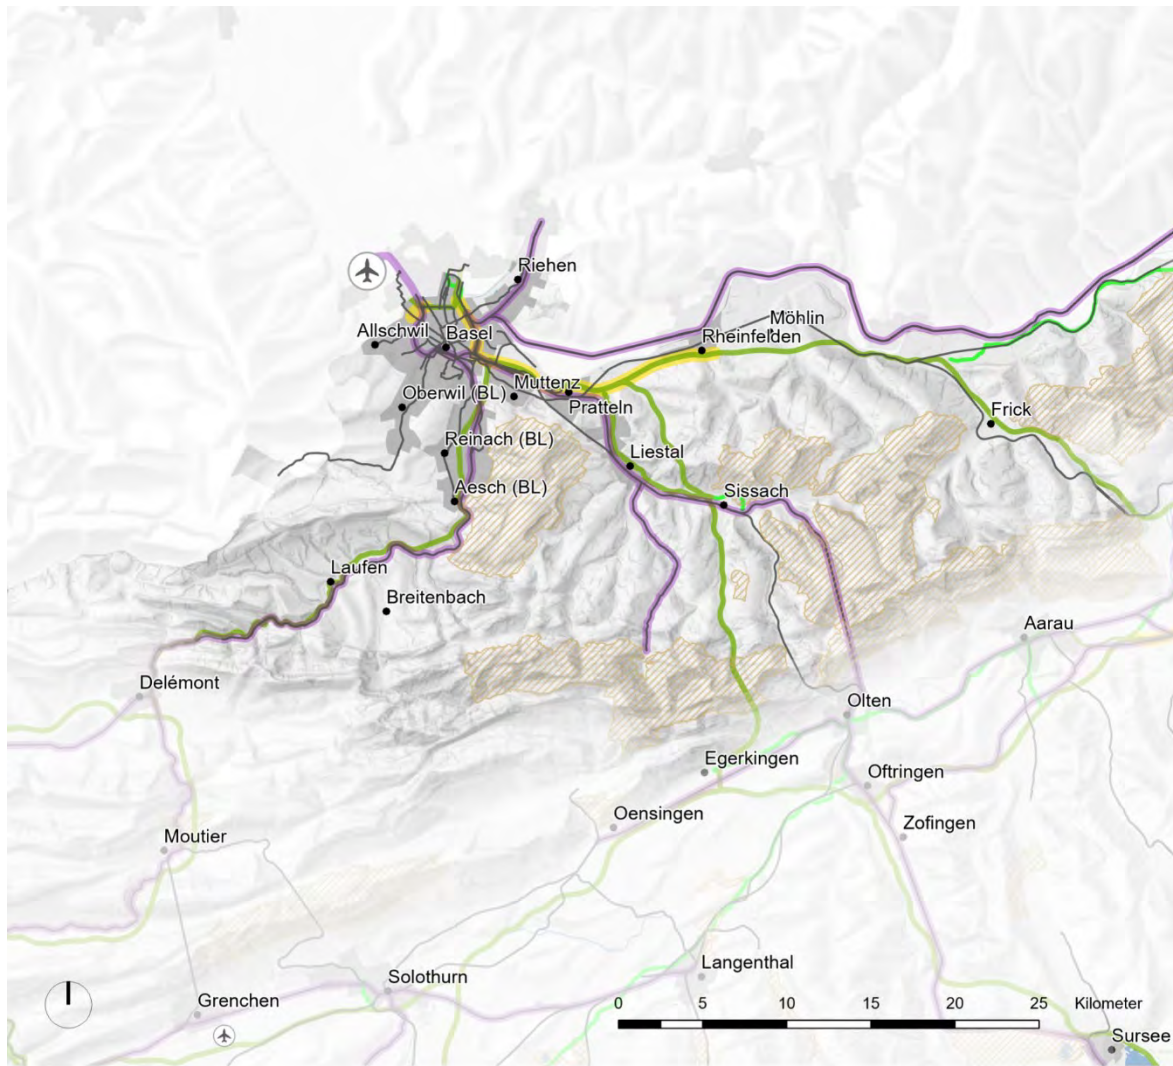 Riehen
Allschwil
Basel
Möhlin
Rheinfelden
Oberwil (BL)
Muttenz
Pratteln
Frick
Reinach (BL)
Liestal
Aesch (BL)
Sissach
Laufen
Breitenbach
Aarau
Delémont
Olten
Egerkingen
Oftringen
Oensingen
Zofingen
Moutier
Langenthal
Solothurn
Grenchen
0 5 10 15 20 25 Kilometer
Sursee